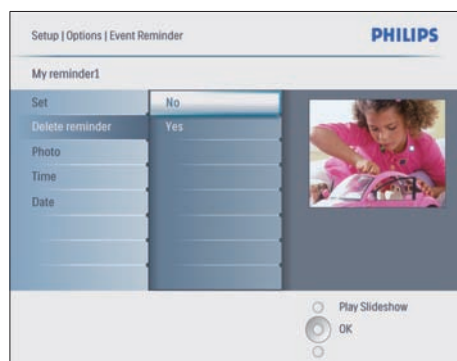 Setup | Options | Event Reminder
PHILIPS
My reminder1
Set
No
Delete reminder
Yes
Photo
Time
Date
Play Slideshow
OK